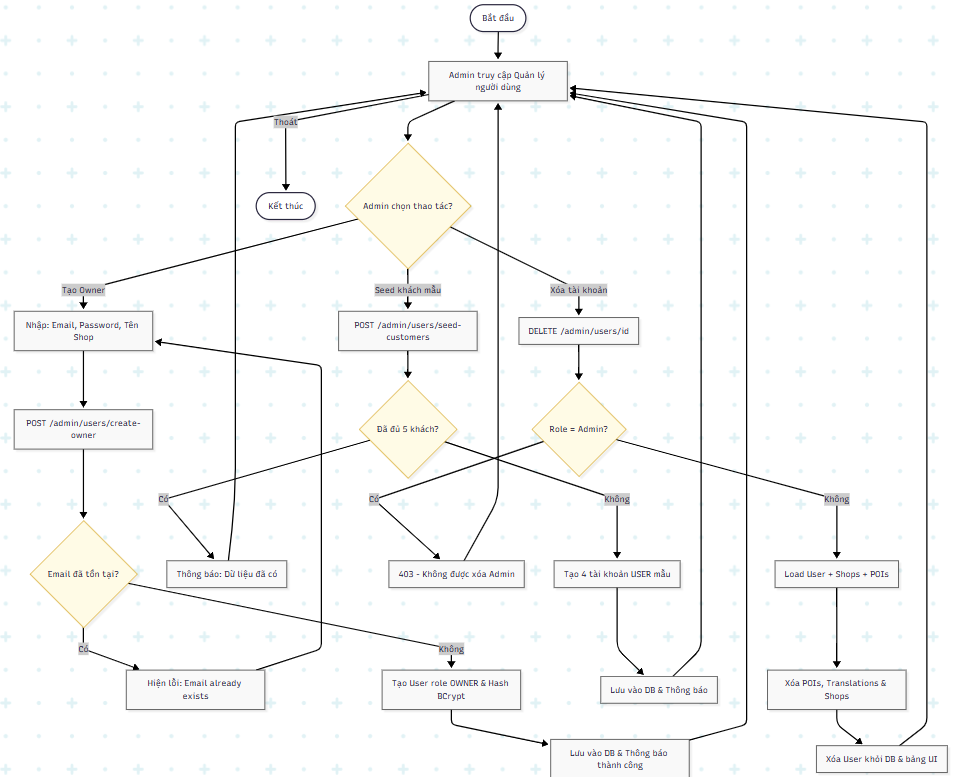 Bắt đầu
Admin truy cập Quản lý
người dùng
Thoát
Kết thúc
Admin chọn thao tác?
Tạo Owner
Seed khách mẫu
Xóa tài khoản
Nhập: Email, Password, Tên
Shop
POST /admin/users/seed-
customers
DELETE /admin/users/id
POST /admin/users/create-
owner
Đã đủ 5 khách?
Role = Admin?
Có
Có
Không
Không
Email đã tồn tại?
Thông báo: Dữ liệu đã có
403 - Không được xóa Admin
Tạo 4 tài khoản USER mẫu
Load User + Shops + POIs
Có
Không
Hiện lỗi: Email already
exists
Tạo User role OWNER & Hash
BCrypt
Lưu vào DB & Thông báo
Xóa POIs, Translations &
Shops
Lưu vào DB & Thông báo
thành công
Xóa User khỏi DB & bảng UI